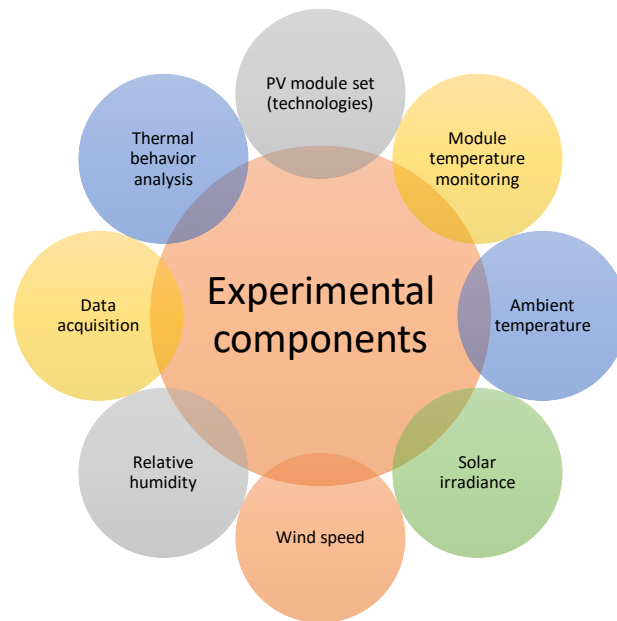 PV module set
(technologies)
Module
temperature
monitoring
Ambient
temperature
Solar
irradiance
Wind speed
Relative
humidity
Data
acquisition
Thermal
behavior
analysis
Experimental
components